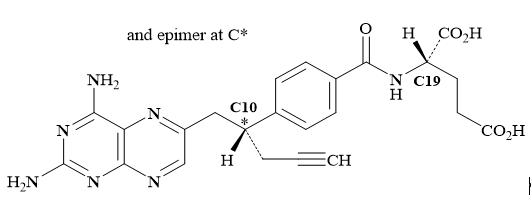 and epimer at C*
O
H
CO₂H
NH₂
N
H
C19
C10
*
N
N
H
CH
CO₂H
H₂N
N
N